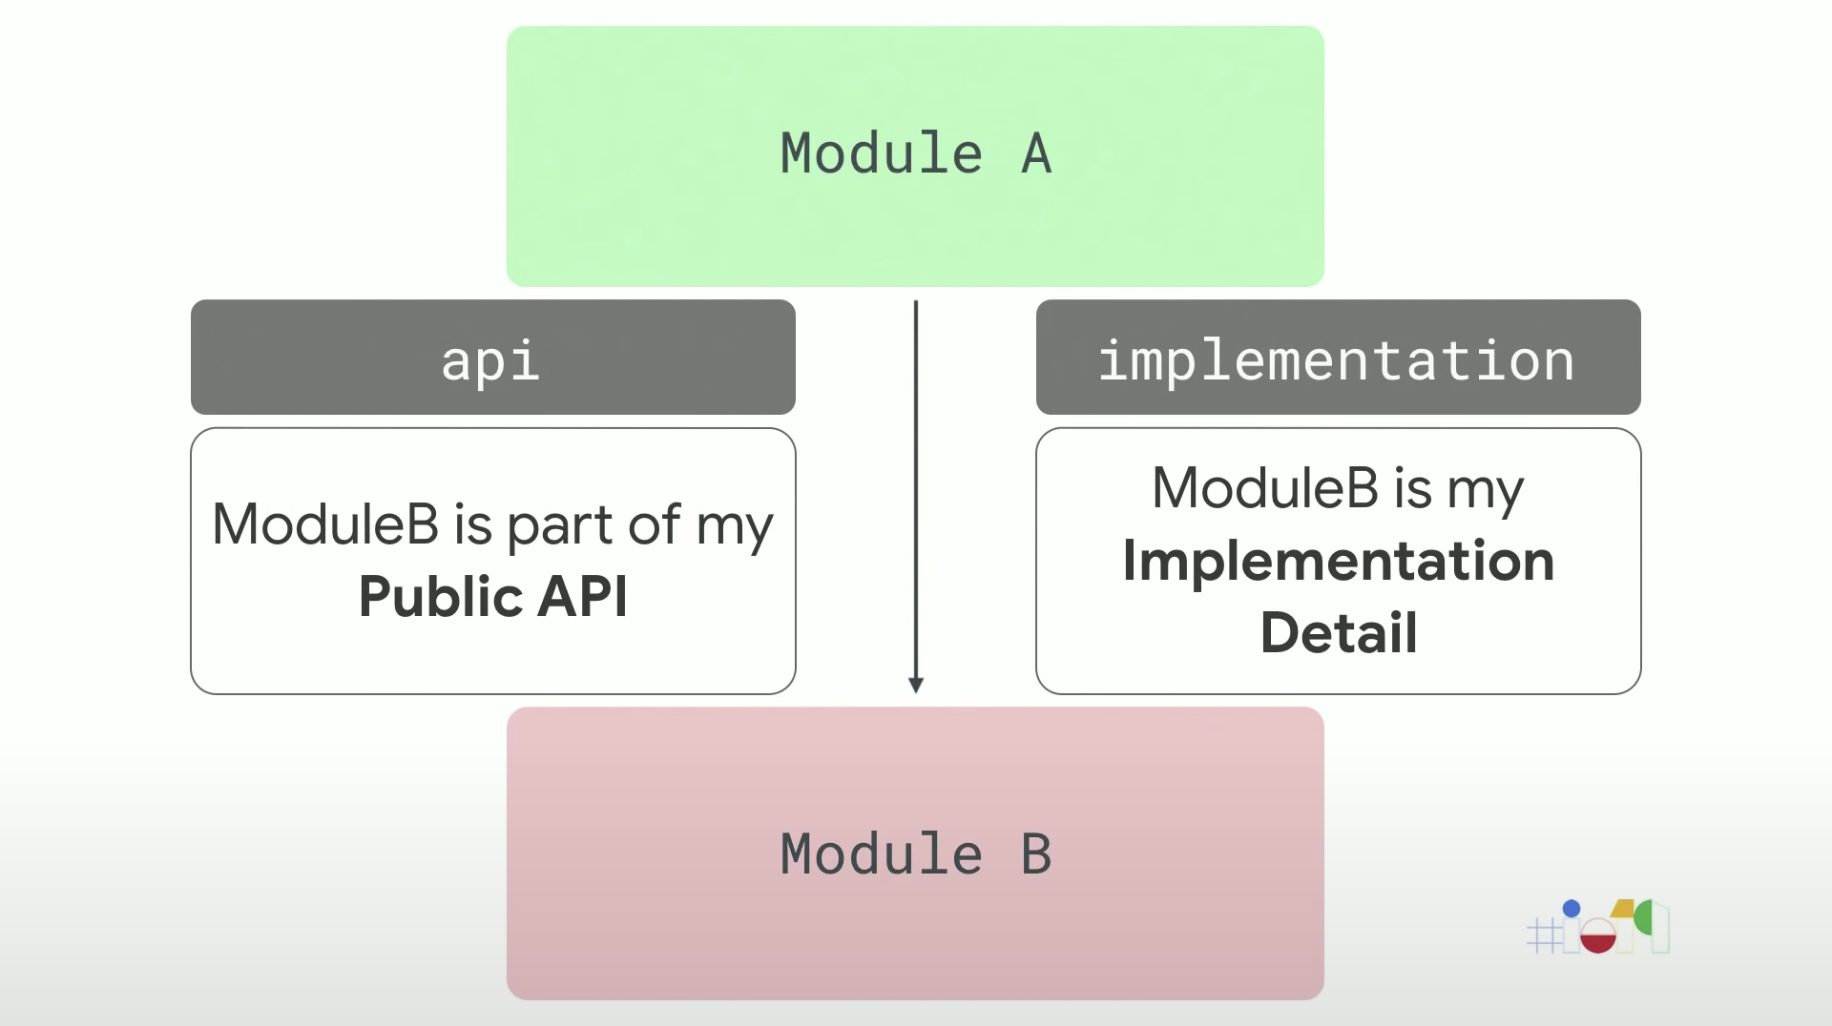 Module A
api
implementation
ModuleB is part of my
Public API
ModuleB is my
Implementation
Detail
Module B
#io19